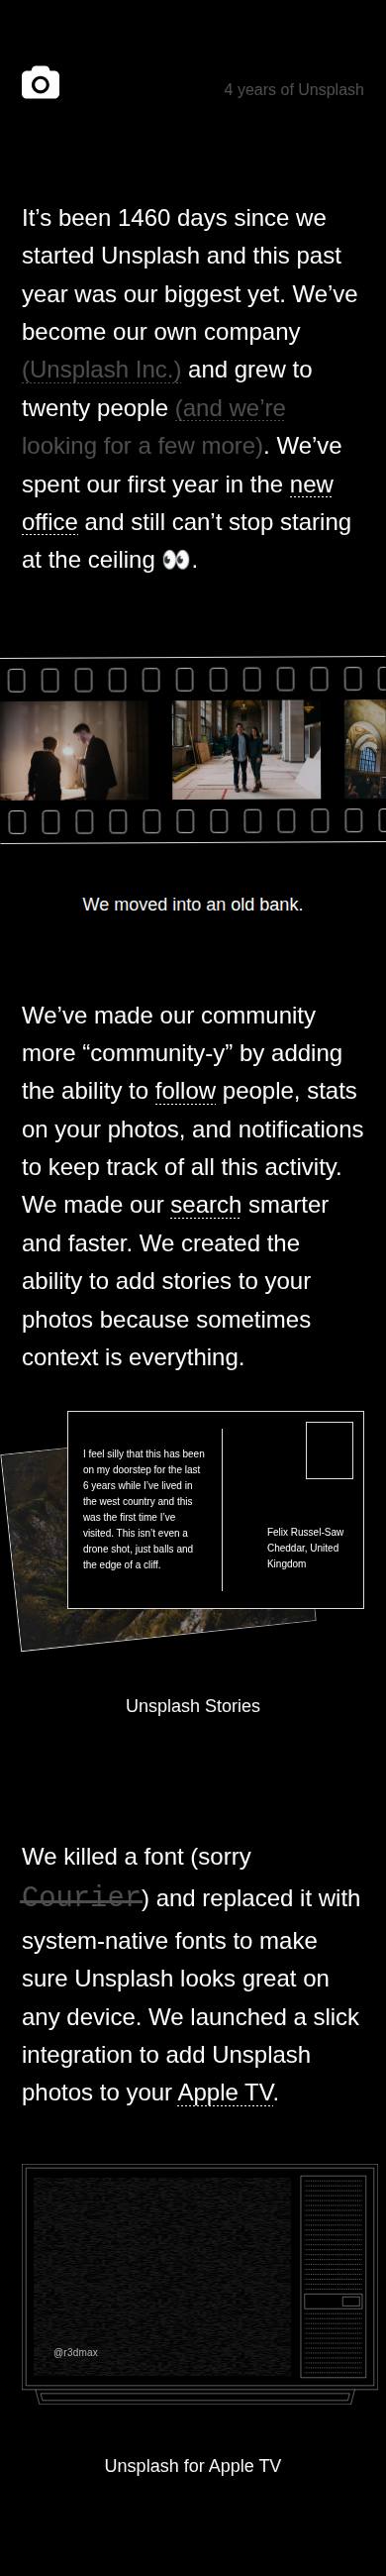 4 years of Unsplash
It’s been 1460 days since we
started Unsplash and this past
year was our biggest yet. We’ve
become our own company
(Unsplash Inc.) and grew to
twenty people (and we’re
looking for a few more). We’ve
spent our first year in the new
office and still can’t stop staring
at the ceiling 👀.
We moved into an old bank.
We’ve made our community
more “community-y” by adding
the ability to follow people, stats
on your photos, and notifications
to keep track of all this activity.
We made our search smarter
and faster. We created the
ability to add stories to your
photos because sometimes
context is everything.
I feel silly that this has been
on my doorstep for the last
6 years while I’ve lived in
the west country and this
was the first time I’ve
visited. This isn’t even a
drone shot, just balls and
the edge of a cliff.
Felix Russel-Saw
Cheddar, United
Kingdom
Unsplash Stories
We killed a font (sorry
Courier) and replaced it with
system-native fonts to make
sure Unsplash looks great on
any device. We launched a slick
integration to add Unsplash
photos to your Apple TV.
@r3dmax
Unsplash for Apple TV